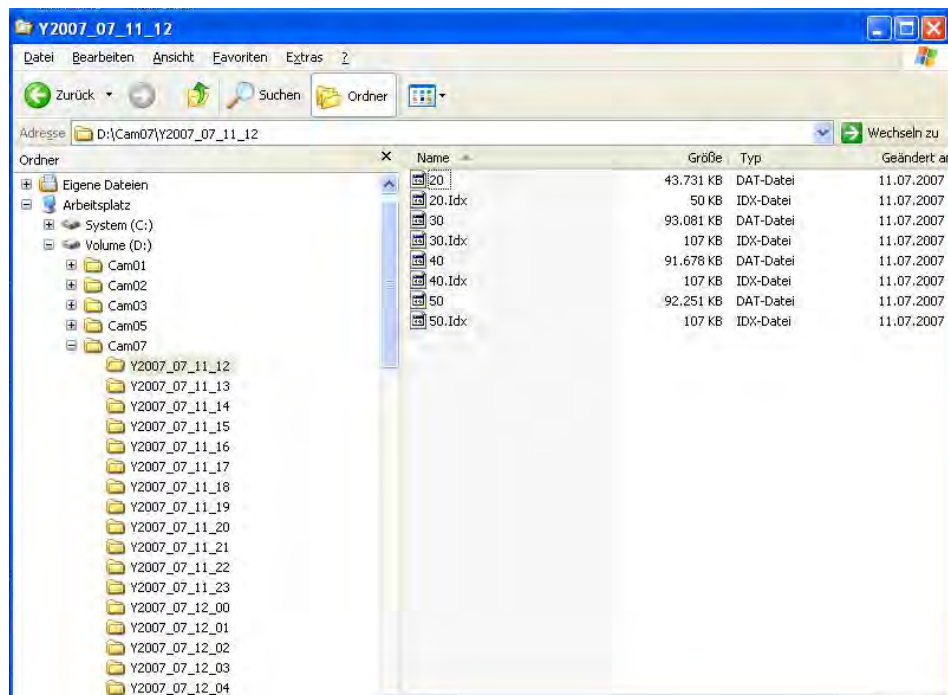 Y2007_07_11_12
Datei Bearbeiten Ansicht Favoriten Extras ?
Zurück Suchen Ordner
Adresse D:\Cam07\Y2007_07_11_12 Wechseln zu
Ordner x Name Größe Typ Geändert a
Eigene Dateien
Arbeitsplatz
System (C:)
Volume (D:)
Cam01
Cam02
Cam03
Cam05
Cam07
Y2007_07_11_12
Y2007_07_11_13
Y2007_07_11_14
Y2007_07_11_15
Y2007_07_11_16
Y2007_07_11_17
Y2007_07_11_18
Y2007_07_11_19
Y2007_07_11_20
Y2007_07_11_21
Y2007_07_11_22
Y2007_07_11_23
Y2007_07_12_00
Y2007_07_12_01
Y2007_07_12_02
Y2007_07_12_03
Y2007_07_12_04
20 43.731 KB DAT-Datei 11.07.2007
20.Idx 50 KB IDX-Datei 11.07.2007
30 93.081 KB DAT-Datei 11.07.2007
30.Idx 107 KB IDX-Datei 11.07.2007
40 91.678 KB DAT-Datei 11.07.2007
40.Idx 107 KB IDX-Datei 11.07.2007
50 92.251 KB DAT-Datei 11.07.2007
50.Idx 107 KB IDX-Datei 11.07.2007